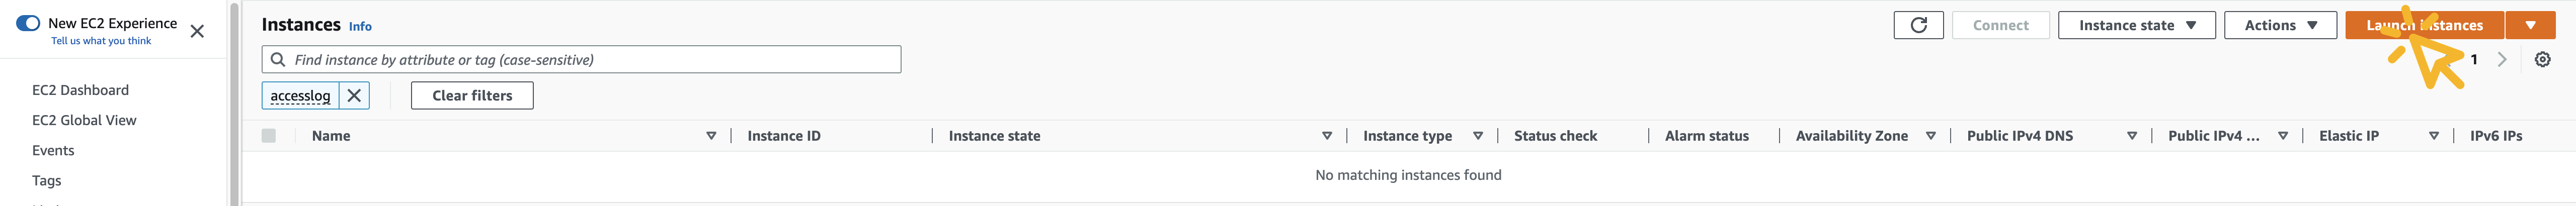 New EC2 Experience
Tell us what you think
EC2 Dashboard
EC2 Global View
Events
Tags
Instances Info
Connect
Instance state
Actions
Launch instances
Find instance by attribute or tag (case-sensitive)
1
accesslog
Clear filters
Name Instance ID Instance state Instance type Status check Alarm status Availability Zone Public IPv4 DNS Public IPv4 ... Elastic IP IPv6 IPs
No matching instances found